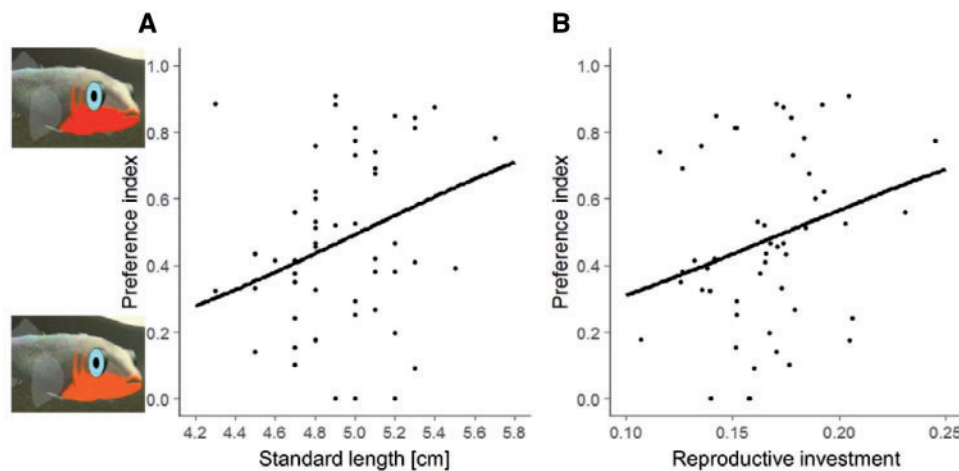 A
B
Preference index
1.0
0.8
0.6
0.4
0.2
0.0
4.2 4.4 4.6 4.8 5.0 5.2 5.4 5.6 5.8
Standard length [cm]
Preference index
1.0
0.8
0.6
0.4
0.2
0.0
0.10 0.15 0.20 0.25
Reproductive investment